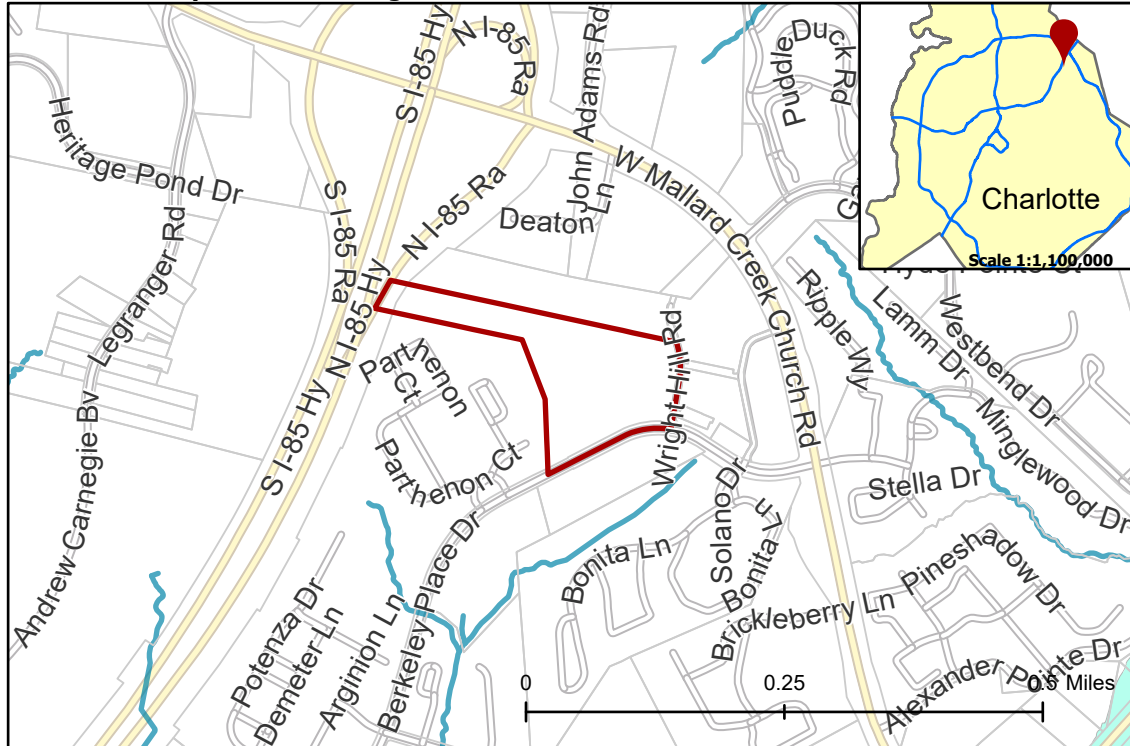 N I-85 Ra
S I-85 Hy
John Adams Rd
Puddle
Duck Rd
Heritage Pond Dr
S I-85 Ra
N I-85 Ra
Deaton Ln
W Mallard Creek Church Rd
Charlotte
Scale 1:1,100,000
Legranger Rd
N I-85 Hy
Wright Hill Rd
Ripple Wy
Lamm Dr
Westbend Dr
Parthenon
Ct
S I-85 Hy
Andrew Carnegie Bv
Parthenon Ct
Minglewood Dr
Stella Dr
Solano Dr
Bonita Ln
Bonita
Ln
Berkeley Place Dr
Pineshadow Dr
Brickleberry Ln
Potenza Dr
Demeter Ln
Arginion Ln
Alexander Pointe Dr
0
0.25
0.5 Miles